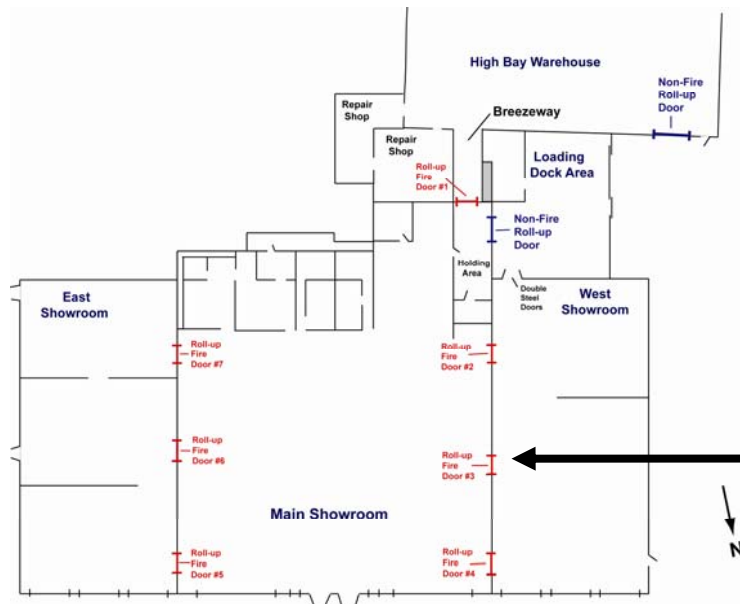 High Bay Warehouse
Non-Fire
Roll-up
Door
Repair
Shop
Breezeway
Repair
Shop
Loading
Dock Area
Roll-up
Fire
Door #1
Non-Fire
Roll-up
Door
Holding
Area
Double
Steel
Doors
East
Showroom
West
Showroom
Roll-up
Fire
Door #7
Roll-up
Fire
Door #2
Roll-up
Fire
Door #6
Roll-up
Fire
Door #3
Main Showroom
N
Roll-up
Fire
Door #5
Roll-up
Fire
Door #4